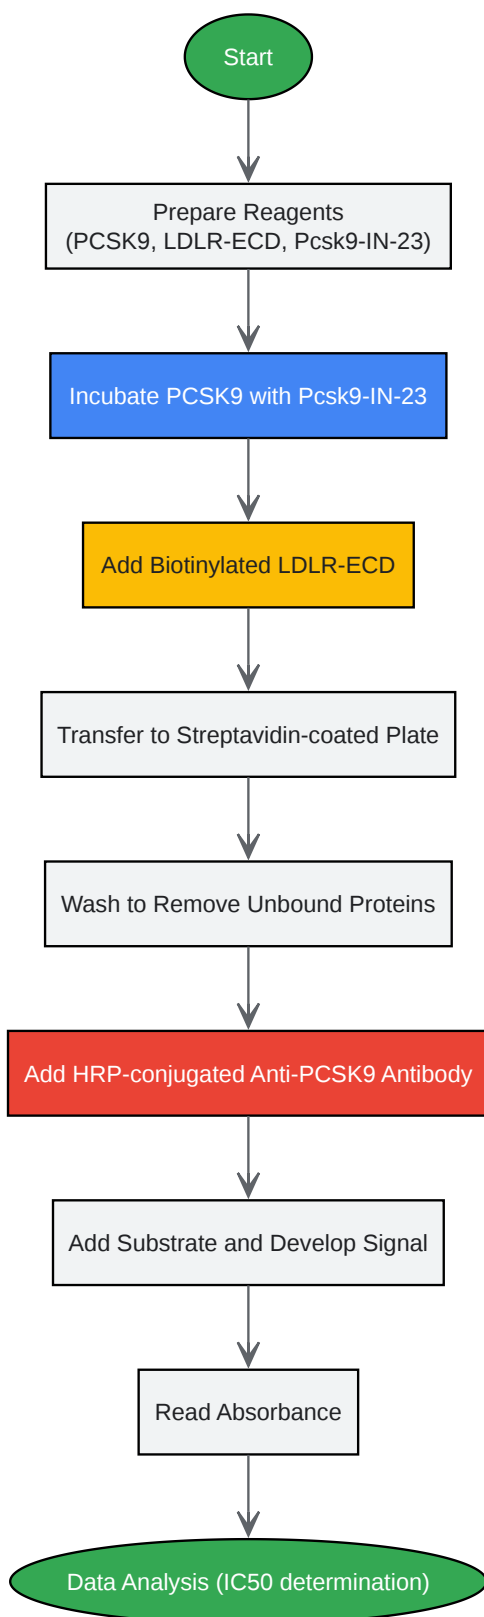 Start
Prepare Reagents
(PCSK9, LDLR-ECD, Pcsk9-IN-23)
Incubate PCSK9 with Pcsk9-IN-23
Add Biotinylated LDLR-ECD
Transfer to Streptavidin-coated Plate
Wash to Remove Unbound Proteins
Add HRP-conjugated Anti-PCSK9 Antibody
Add Substrate and Develop Signal
Read Absorbance
Data Analysis (IC50 determination)